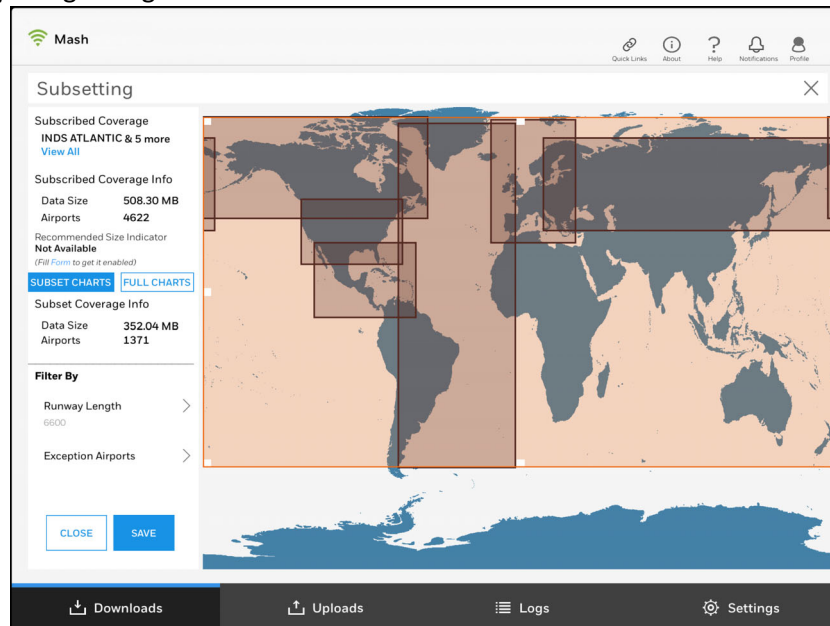 Mash
Quick Links
About
Help
Notifications
Profile
Subsetting
Subscribed Coverage
INDS ATLANTIC & 5 more
View All
Subscribed Coverage Info
Data Size 508.30 MB
Airports 4622
Recommended Size Indicator
Not Available
(Fill Form to get it enabled)
SUBSET CHARTS FULL CHARTS
Subset Coverage Info
Data Size 352.04 MB
Airports 1371
Filter By
Runway Length
6600
Exception Airports
CLOSE SAVE
Downloads Uploads Logs Settings